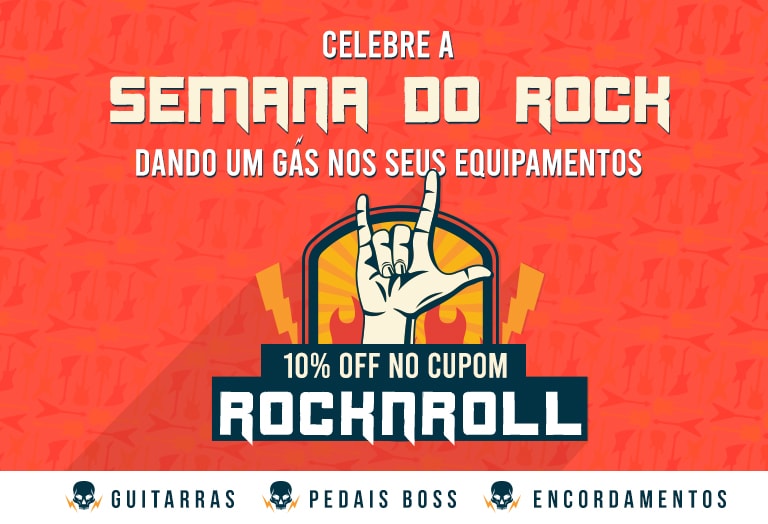 CELEBRE A
SEMANA DO ROCK
DANDO UM GÁS NOS SEUS EQUIPAMENTOS
10% OFF NO CUPOM
ROCKNROLL
GUITARRAS PEDAIS BOSS ENCORDAMENTOS